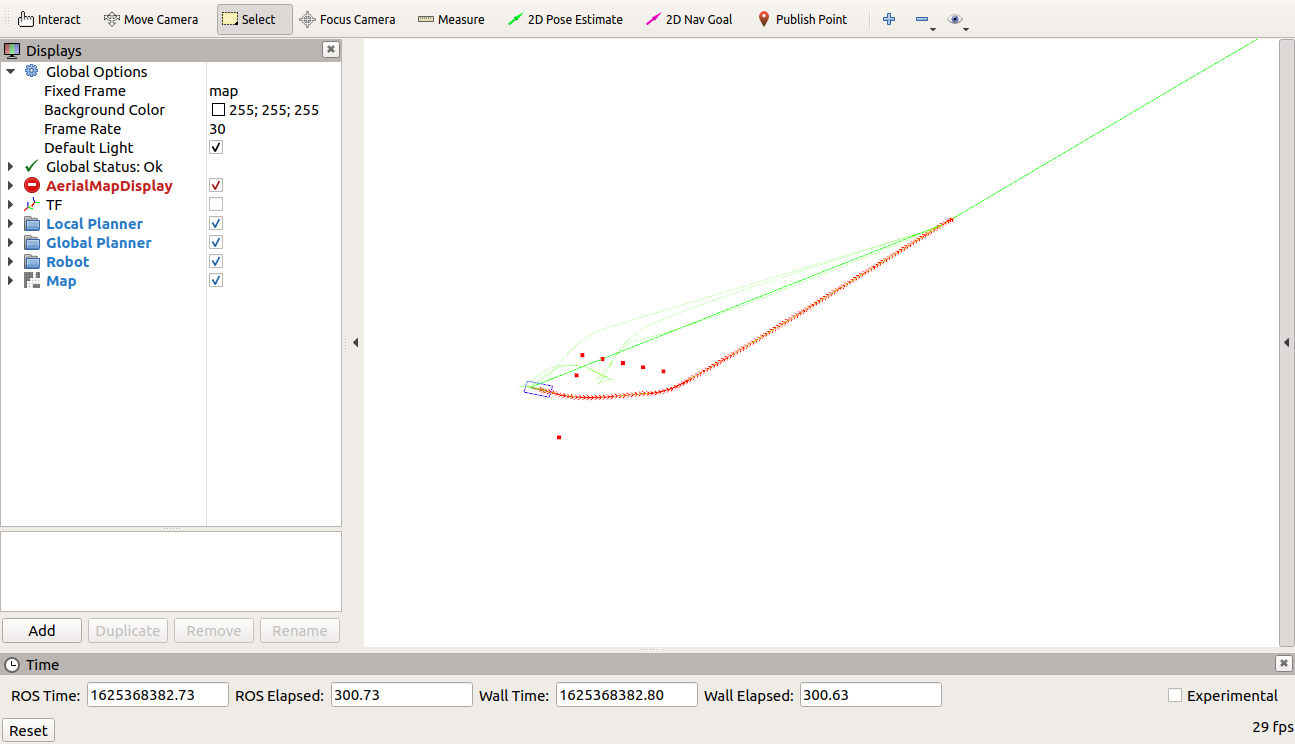 Interact Move Camera Select Focus Camera Measure 2D Pose Estimate 2D Nav Goal Publish Point
Displays
Global Options
Fixed Frame map
Background Color 255; 255; 255
Frame Rate 30
Default Light
Global Status: Ok
AerialMapDisplay
TF
Local Planner
Global Planner
Robot
Map
Add Duplicate Remove Rename
Time
ROS Time: 1625368382.73 ROS Elapsed: 300.73 Wall Time: 1625368382.80 Wall Elapsed: 300.63 Experimental
Reset 29 fps